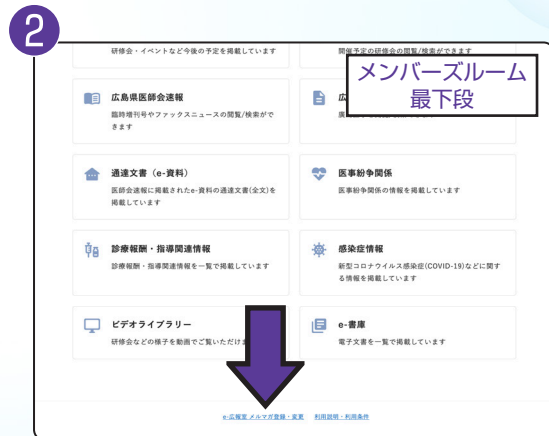 2
研修会・イベントなど今後の予定を掲載しています
開催予定の研修会の閲覧/検索ができます
メンバーズルーム
最下段
広島県医師会速報
臨時増刊号やファックスニュースの閲覧/検索がで
きます
広
通達文書（e-資料）
医師会速報に掲載されたe-資料の通達文書(全文)を
掲載しています
医事紛争関係
医事紛争関係の情報を掲載しています
診療報酬・指導関連情報
診療報酬・指導関連情報を一覧で掲載しています
感染症情報
新型コロナウイルス感染症(COVID-19)などに関す
る情報を掲載しています
ビデオライブラリー
研修会などの様子を動画でご覧いただけ
e-書庫
電子文書を一覧で掲載しています
e-広報室 メルマガ登録・変更
利用説明・利用条件